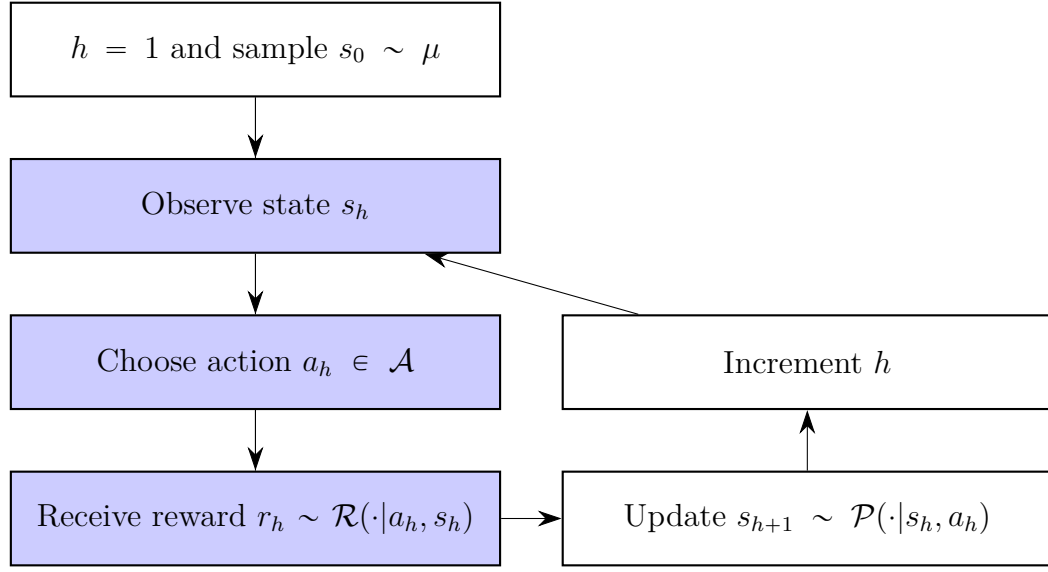 h = 1 and sample s₀ ∼ μ
Observe state sₕ
Choose action aₕ ∈ 𝒜
Increment h
Receive reward rₕ ∼ ℛ(·|aₕ, sₕ)
Update sₕ₊₁ ∼ 𝒫(·|sₕ, aₕ)